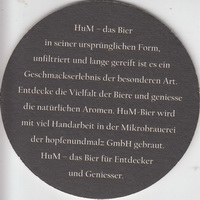 HuM – das Bier
in seiner ursprünglichen Form,
unfiltriert und lange gereift ist es ein
Geschmackserlebnis der besonderen Art.
Entdecke die Vielfalt der Biere und geniesse
die natürlichen Aromen. HuM-Bier wird
mit viel Handarbeit in der Mikrobrauerei
der hopfenundmalz GmbH gebraut.
HuM – das Bier für Entdecker
und Geniesser.